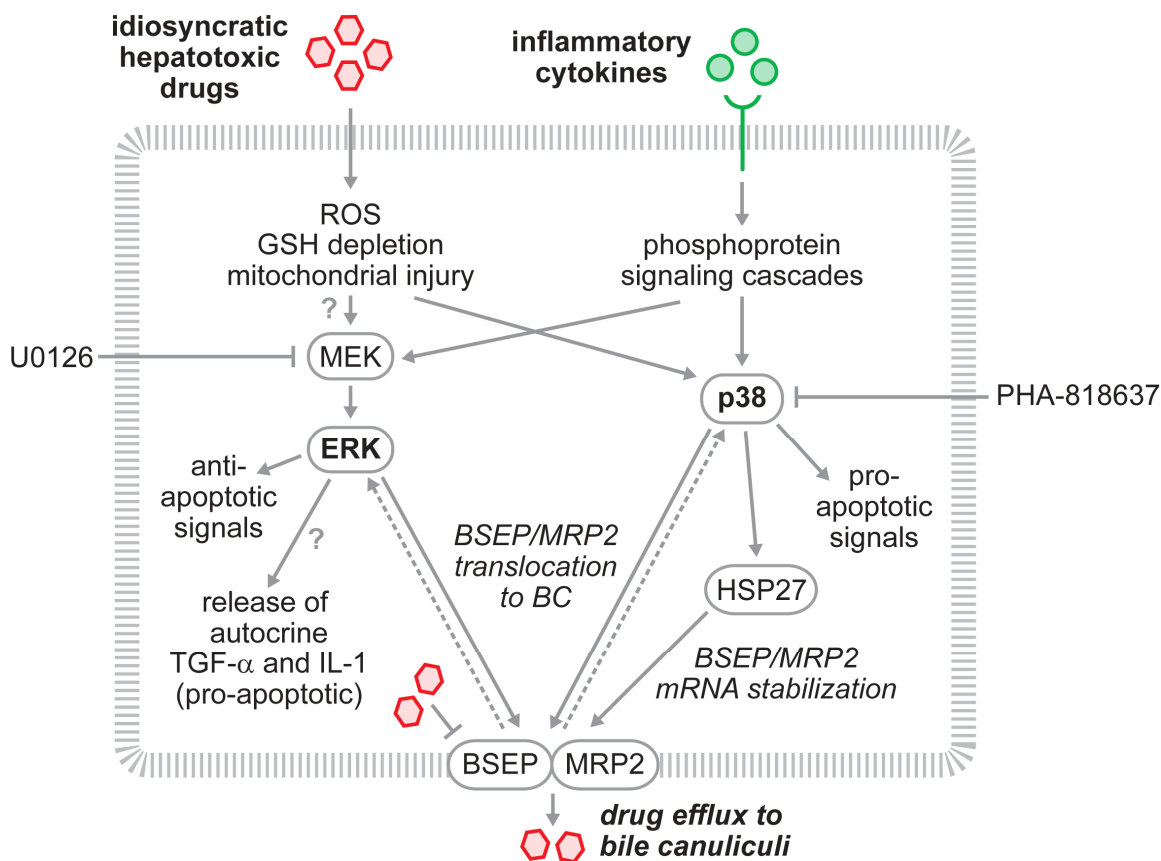 idiosyncratic
hepatotoxic
drugs
inflammatory
cytokines
ROS
GSH depletion
mitochondrial injury
phosphoprotein
signaling cascades
?
U0126
MEK
p38
PHA-818637
ERK
anti-
apoptotic
signals
pro-
apoptotic
signals
?
BSEP/MRP2
translocation
to BC
HSP27
release of
autocrine
TGF-α and IL-1
(pro-apoptotic)
BSEP/MRP2
mRNA stabilization
BSEP
MRP2
drug efflux to
bile canuliculi